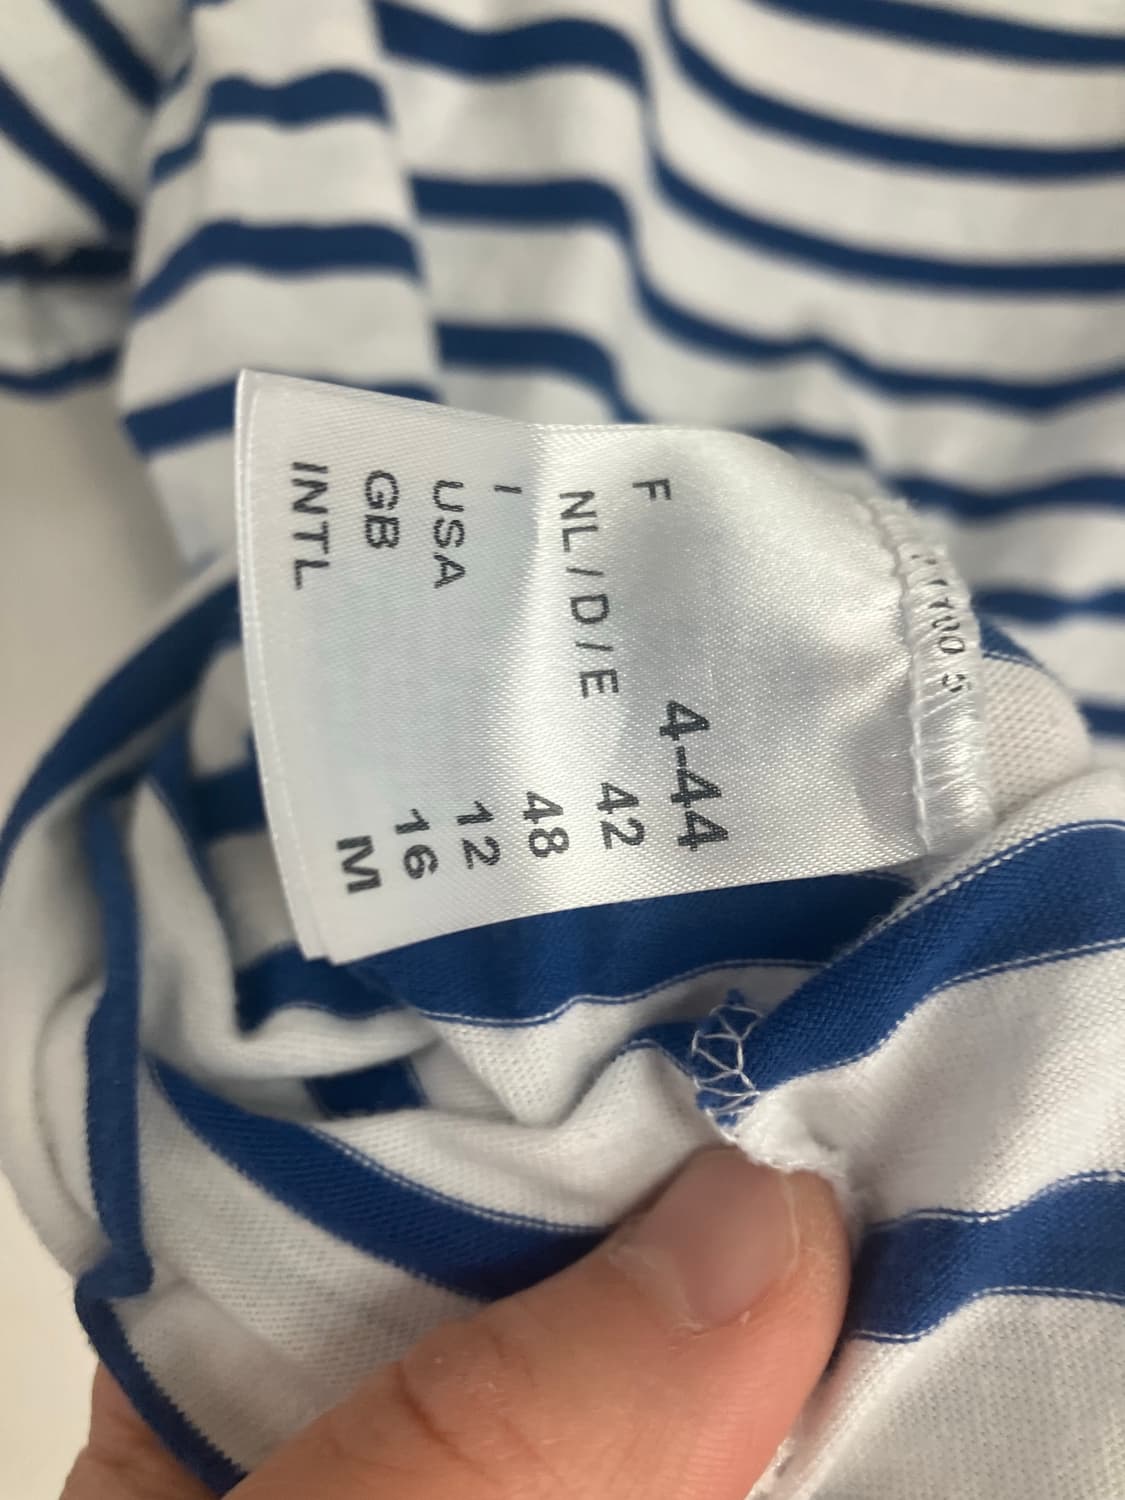 F 4-44
NL/D/E 42
I 48
USA 12
GB 16
INTL M